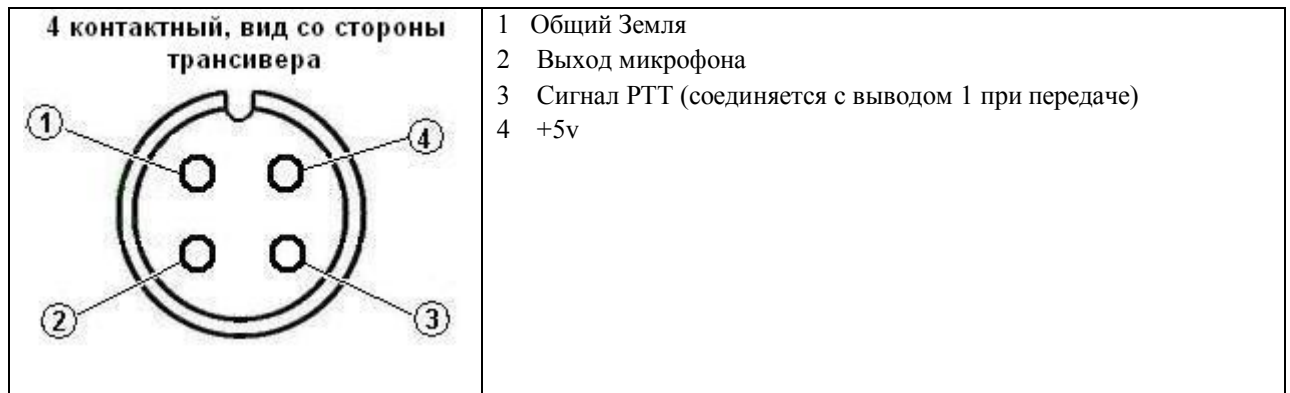 4 контактный, вид со стороны
трансивера
1
4
2
3
1 Общий Земля
2 Выход микрофона
3 Сигнал PTT (соединяется с выводом 1 при передаче)
4 +5v